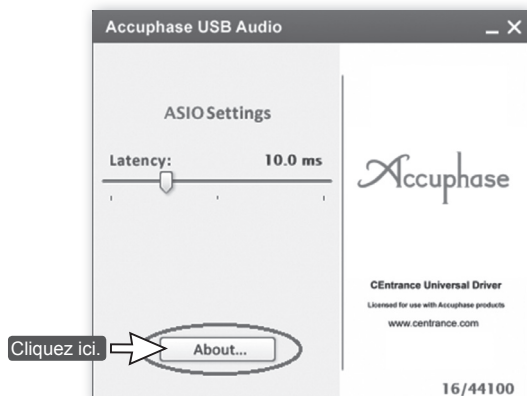 Accuphase USB Audio
ASIO Settings
Latency: 10.0 ms
Accuphase
CEntrance Universal Driver
Licensed for use with Accuphase products
www.centrance.com
Cliquez ici.
About...
16/44100